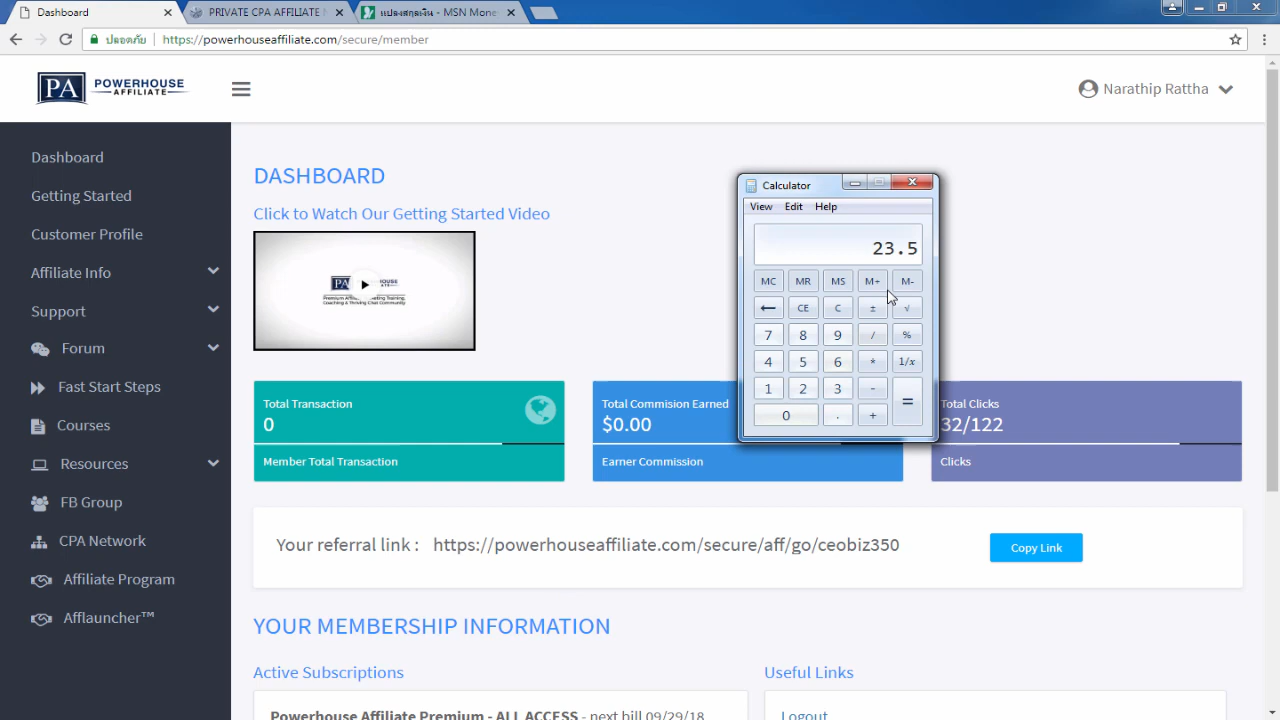 Dashboard
PRIVATE CPA AFFILIATE
แปลงสกุลเงิน - MSN Mone
ปลอดภัย
https://powerhouseaffiliate.com/secure/member
PA POWERHOUSE
AFFILIATE
Narathip Rattha
Dashboard
Getting Started
Customer Profile
Affiliate Info
Support
Forum
Fast Start Steps
Courses
Resources
FB Group
CPA Network
Affiliate Program
Afflauncher™
DASHBOARD
Click to Watch Our Getting Started Video
Calculator
View Edit Help
23.5
MC MR MS M+ M-
← CE C ± √
7 8 9 / %
4 5 6 * 1/x
1 2 3 - =
0 . +
Total Transaction
0
Member Total Transaction
Total Commision Earned
$0.00
Earner Commission
Total Clicks
32/122
Clicks
Your referral link : https://powerhouseaffiliate.com/secure/aff/go/ceobiz350
Copy Link
YOUR MEMBERSHIP INFORMATION
Active Subscriptions
Powerhouse Affiliate Premium - ALL ACCESS - next bill 09/29/18
Useful Links
Logout